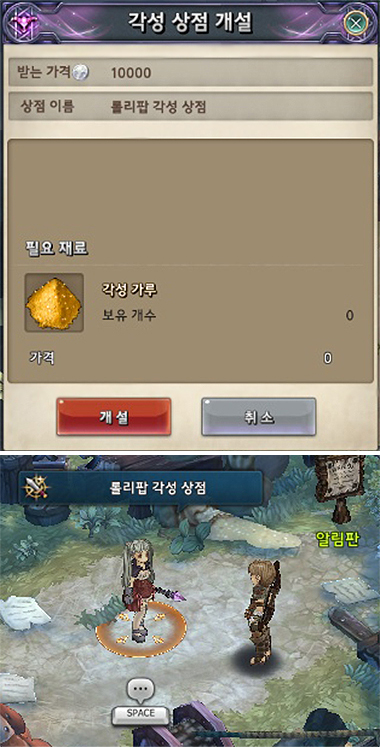 각성 상점 개설
받는 가격 10000
상점 이름 롤리팝 각성 상점
필요 재료
각성 가루
보유 개수 0
가격 0
개 설 취 소
롤리팝 각성 상점
알림판
SPACE